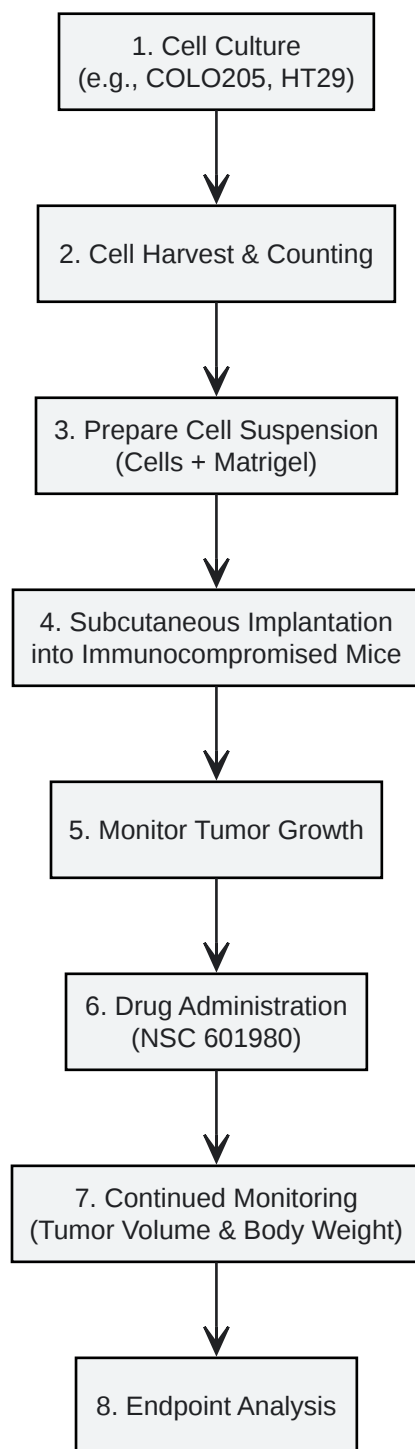 1. Cell Culture
(e.g., COLO205, HT29)
2. Cell Harvest & Counting
3. Prepare Cell Suspension
(Cells + Matrigel)
4. Subcutaneous Implantation
into Immunocompromised Mice
5. Monitor Tumor Growth
6. Drug Administration
(NSC 601980)
7. Continued Monitoring
(Tumor Volume & Body Weight)
8. Endpoint Analysis